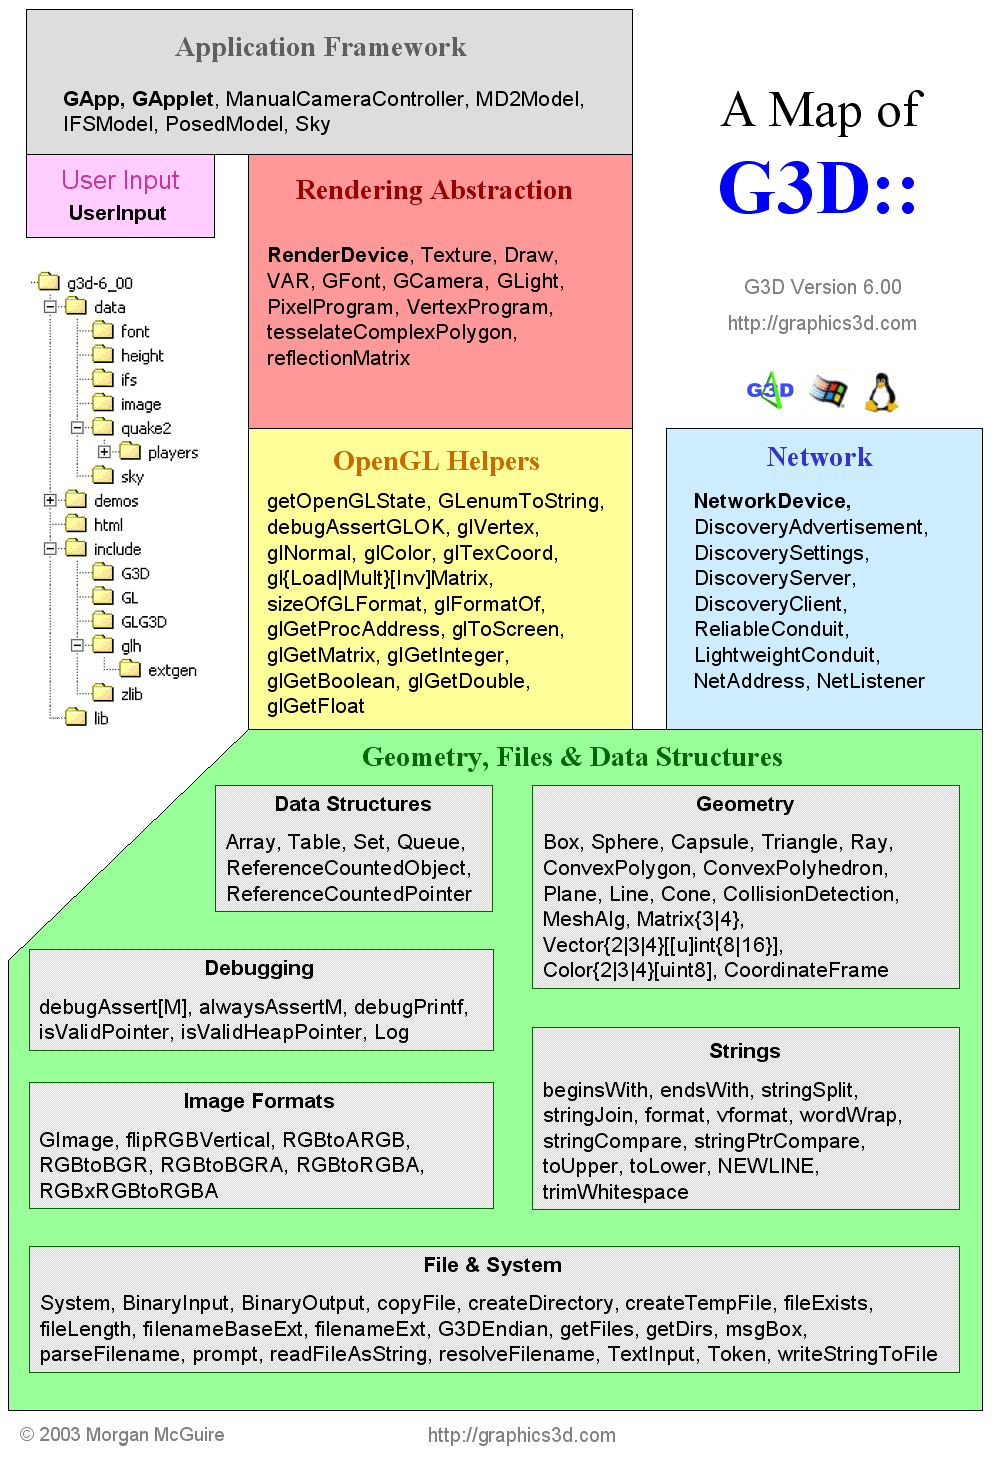 Application Framework
GApp, GApplet, ManualCameraController, MD2Model,
IFSModel, PosedModel, Sky
A Map of
G3D::
G3D Version 6.00
http://graphics3d.com
G3D
User Input
UserInput
Rendering Abstraction
RenderDevice, Texture, Draw,
VAR, GFont, GCamera, GLight,
PixelProgram, VertexProgram,
tesselateComplexPolygon,
reflectionMatrix
g3d-6_00
data
font
height
ifs
image
quake2
players
sky
demos
html
include
G3D
GL
GLG3D
glh
extgen
zlib
lib
OpenGL Helpers
getOpenGLState, GLenumToString,
debugAssertGLOK, glVertex,
glNormal, glColor, glTexCoord,
gl{Load|Mult}[Inv]Matrix,
sizeOfGLFormat, glFormatOf,
glGetProcAddress, glToScreen,
glGetMatrix, glGetInteger,
glGetBoolean, glGetDouble,
glGetFloat
Network
NetworkDevice,
DiscoveryAdvertisement,
DiscoverySettings,
DiscoveryServer,
DiscoveryClient,
ReliableConduit,
LightweightConduit,
NetAddress, NetListener
Geometry, Files & Data Structures
Data Structures
Array, Table, Set, Queue,
ReferenceCountedObject,
ReferenceCountedPointer
Geometry
Box, Sphere, Capsule, Triangle, Ray,
ConvexPolygon, ConvexPolyhedron,
Plane, Line, Cone, CollisionDetection,
MeshAlg, Matrix{3|4},
Vector{2|3|4}[[u]int{8|16}],
Color{2|3|4}[uint8], CoordinateFrame
Debugging
debugAssert[M], alwaysAssertM, debugPrintf,
isValidPointer, isValidHeapPointer, Log
Strings
beginsWith, endsWith, stringSplit,
stringJoin, format, vformat, wordWrap,
stringCompare, stringPtrCompare,
toUpper, toLower, NEWLINE,
trimWhitespace
Image Formats
GImage, flipRGBVertical, RGBtoARGB,
RGBtoBGR, RGBtoBGRA, RGBtoRGBA,
RGBxRGBtoRGBA
File & System
System, BinaryInput, BinaryOutput, copyFile, createDirectory, createTempFile, fileExists,
fileLength, filenameBaseExt, filenameExt, G3DEndian, getFiles, getDirs, msgBox,
parseFilename, prompt, readFileAsString, resolveFilename, TextInput, Token, writeStringToFile
© 2003 Morgan McGuire
http://graphics3d.com